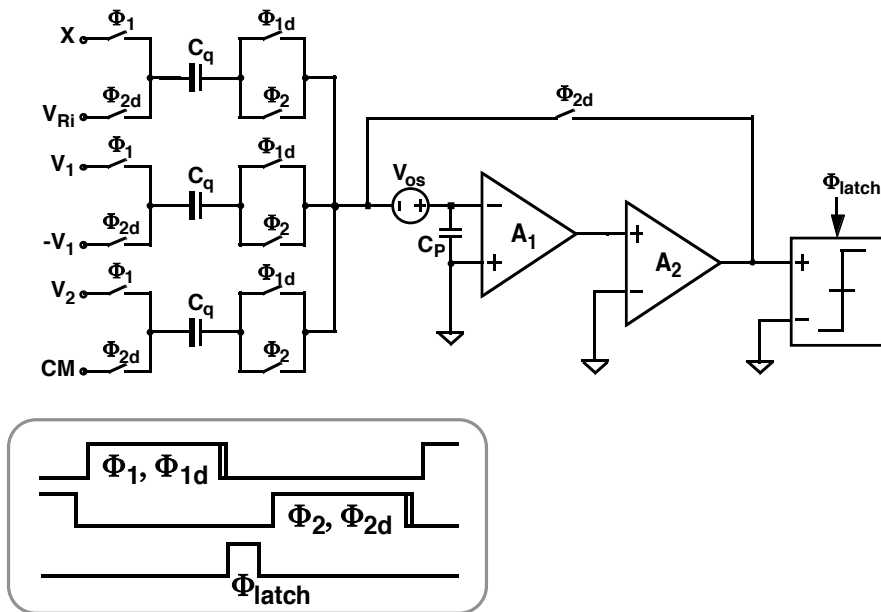 Φ1
Φ1d
X
Cq
Φ2d
Φ2
Φ2d
VRi
Φ1
Φ1d
V1
Cq
Vos
Φlatch
Φ2d
Φ2
CP
A1
A2
-V1
Φ1
Φ1d
V2
Cq
Φ2d
Φ2
CM
Φ1, Φ1d
Φ2, Φ2d
Φlatch